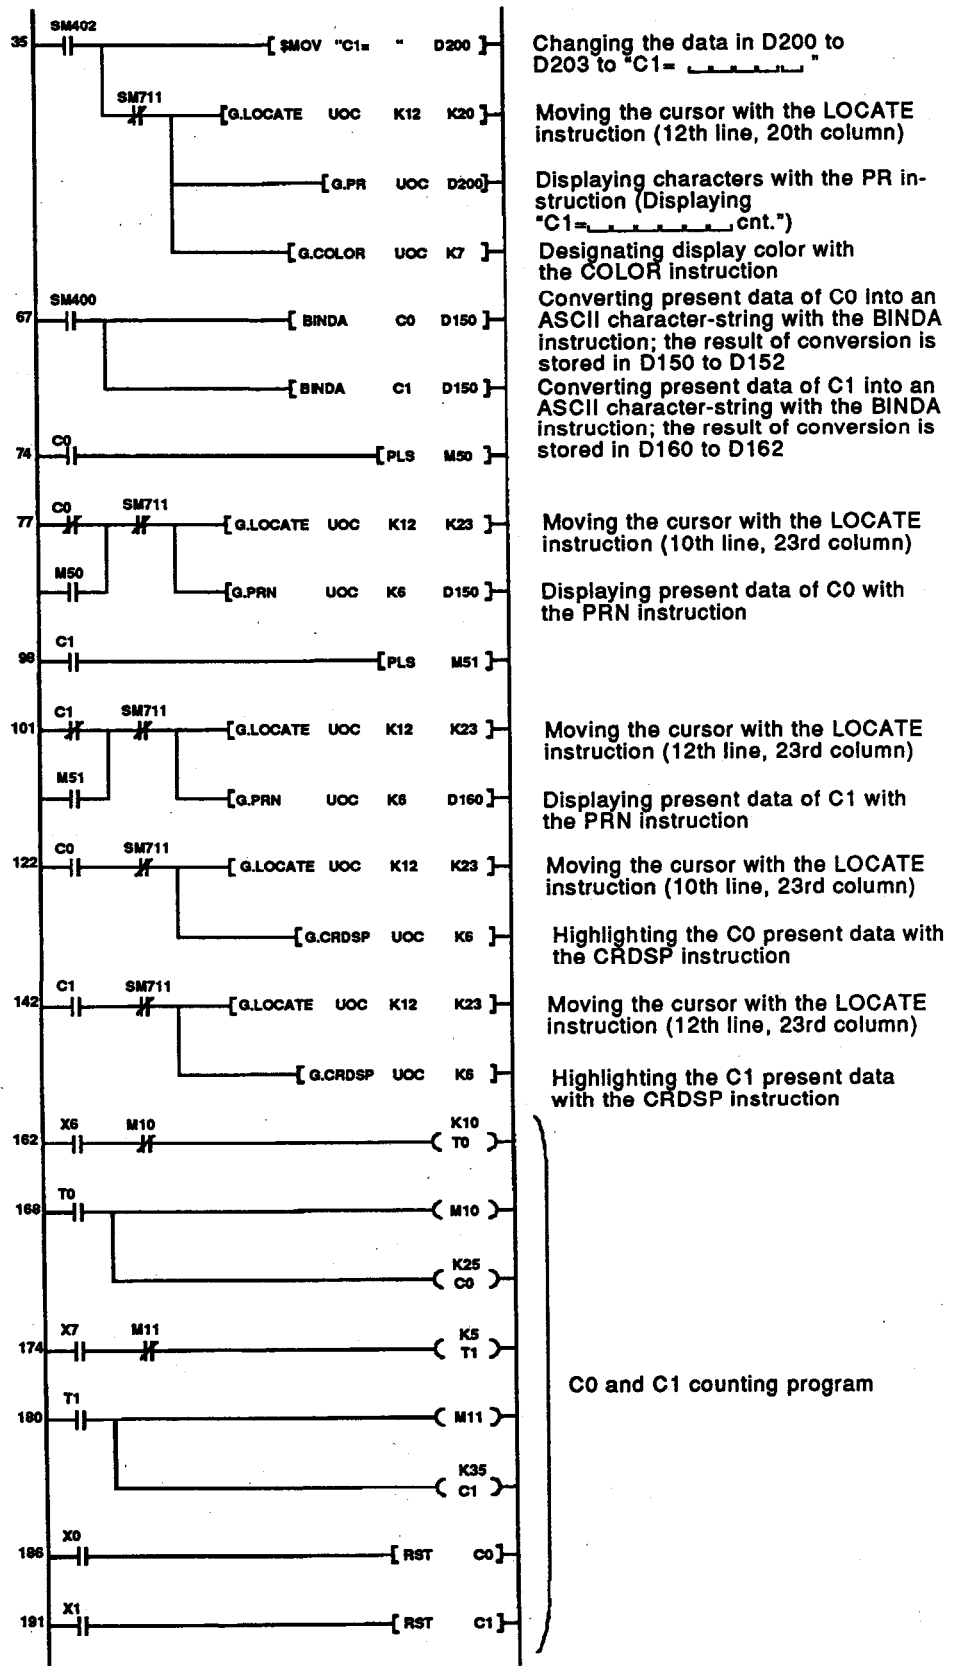 SM402
35 [ $MOV "C1= " D200 ] Changing the data in D200 to
D203 to "C1= "
SM711
[G.LOCATE UOC K12 K20 ] Moving the cursor with the LOCATE
instruction (12th line, 20th column)
[G.PR UOC D200] Displaying characters with the PR in-
struction (Displaying
"C1= cnt.")
[G.COLOR UOC K7 ] Designating display color with
the COLOR instruction
SM400
67 [ BINDA C0 D150 ] Converting present data of C0 into an
ASCII character-string with the BINDA
instruction; the result of conversion is
stored in D150 to D152
[BINDA C1 D150 ] Converting present data of C1 into an
ASCII character-string with the BINDA
instruction; the result of conversion is
stored in D160 to D162
C0
74 [PLS M50 ]
C0 SM711
77 [G.LOCATE UOC K12 K23 ] Moving the cursor with the LOCATE
instruction (10th line, 23rd column)
M50
[G.PRN UOC K6 D150 ] Displaying present data of C0 with
the PRN instruction
C1
98 [PLS M51 ]
C1 SM711
101 [G.LOCATE UOC K12 K23 ] Moving the cursor with the LOCATE
instruction (12th line, 23rd column)
M51
[G.PRN UOC K6 D160] Displaying present data of C1 with
the PRN instruction
C0 SM711
122 [ G.LOCATE UOC K12 K23 ] Moving the cursor with the LOCATE
instruction (10th line, 23rd column)
[ G.CRDSP UOC K6 ] Highlighting the C0 present data with
the CRDSP instruction
C1 SM711
142 [G.LOCATE UOC K12 K23 ] Moving the cursor with the LOCATE
instruction (12th line, 23rd column)
[ G.CRDSP UOC K6 ] Highlighting the C1 present data
with the CRDSP instruction
X6 M10 K10
162 ( T0 )
T0
168 ( M10 )
K25
( C0 )
X7 M11 K5
174 ( T1 )
C0 and C1 counting program
T1
180 ( M11 )
K35
( C1 )
X0
186 [ RST C0 ]
X1
191 [ RST C1 ]